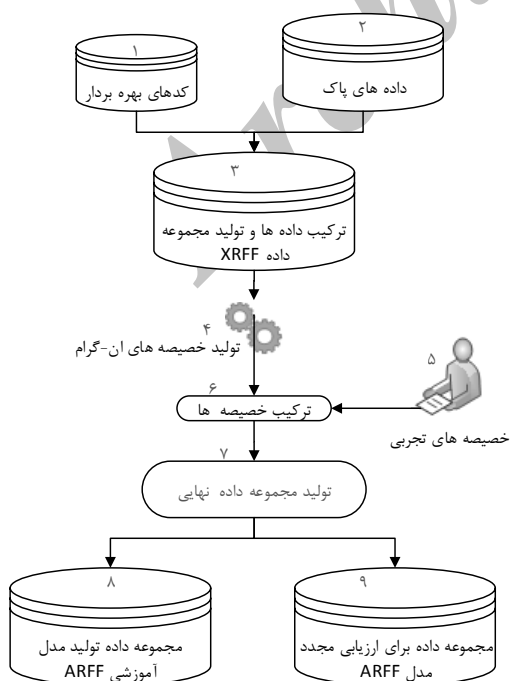 ۱
کدهای بهره بردار
۲
داده های پاک
۳
ترکیب داده ها و تولید مجموعه
داده XRFF
۴
تولید خصیصه های ان-گرام
۵
خصیصه های تجربی
۶
ترکیب خصیصه ها
۷
تولید مجموعه داده نهایی
۸
مجموعه داده تولید مدل
آموزشی ARFF
۹
مجموعه داده برای ارزیابی مجدد
مدل ARFF